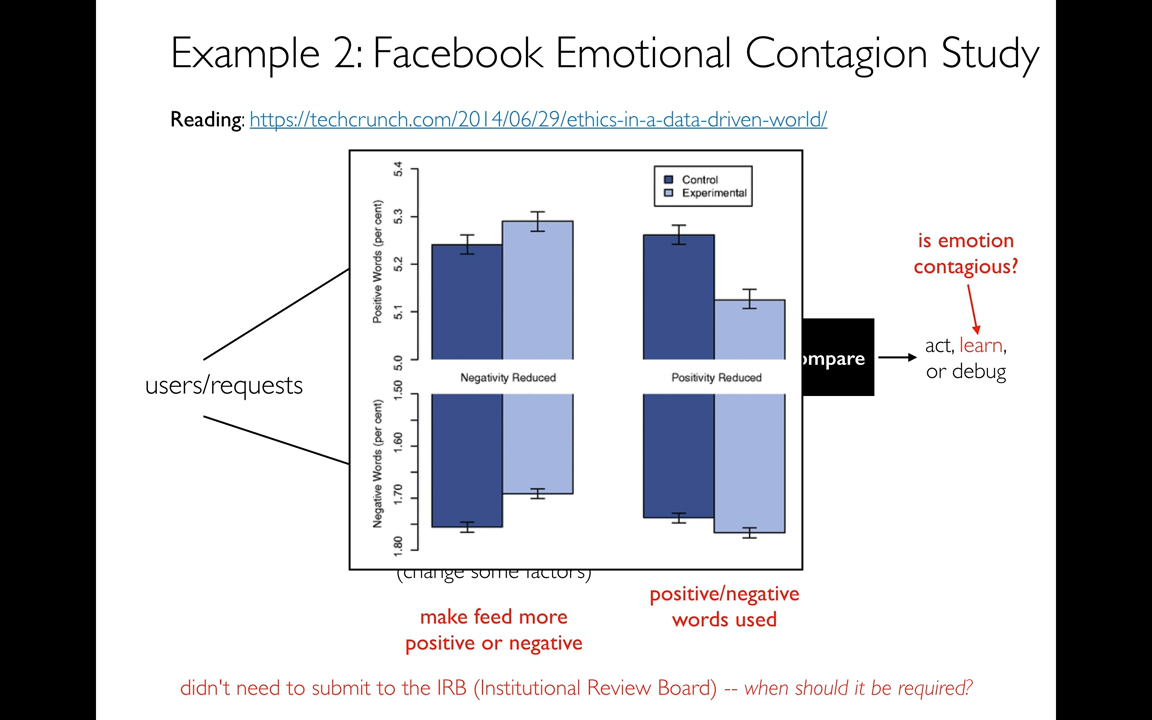 Example 2: Facebook Emotional Contagion Study
Reading: https://techcrunch.com/2014/06/29/ethics-in-a-data-driven-world/
Control
Experimental
Positive Words (per cent)
5.4
5.3
5.2
5.1
5.0
Negativity Reduced
Positivity Reduced
Negative Words (per cent)
1.50
1.60
1.70
1.80
users/requests
ompare
is emotion
contagious?
act, learn,
or debug
(change some factors)
make feed more
positive or negative
positive/negative
words used
didn't need to submit to the IRB (Institutional Review Board) -- when should it be required?